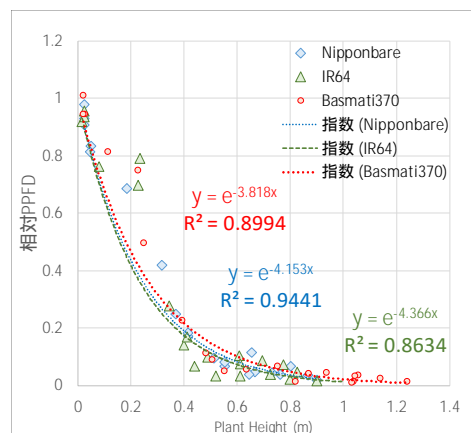 1.2
1
0.8
0.6
0.4
0.2
0
相対PPFD
Nipponbare
IR64
Basmati370
指数 (Nipponbare)
指数 (IR64)
指数 (Basmati370)
y = e-3.818x
R² = 0.8994
y = e-4.153x
R² = 0.9441
y = e-4.366x
R² = 0.8634
0 0.2 0.4 0.6 0.8 1 1.2 1.4
Plant Height (m)